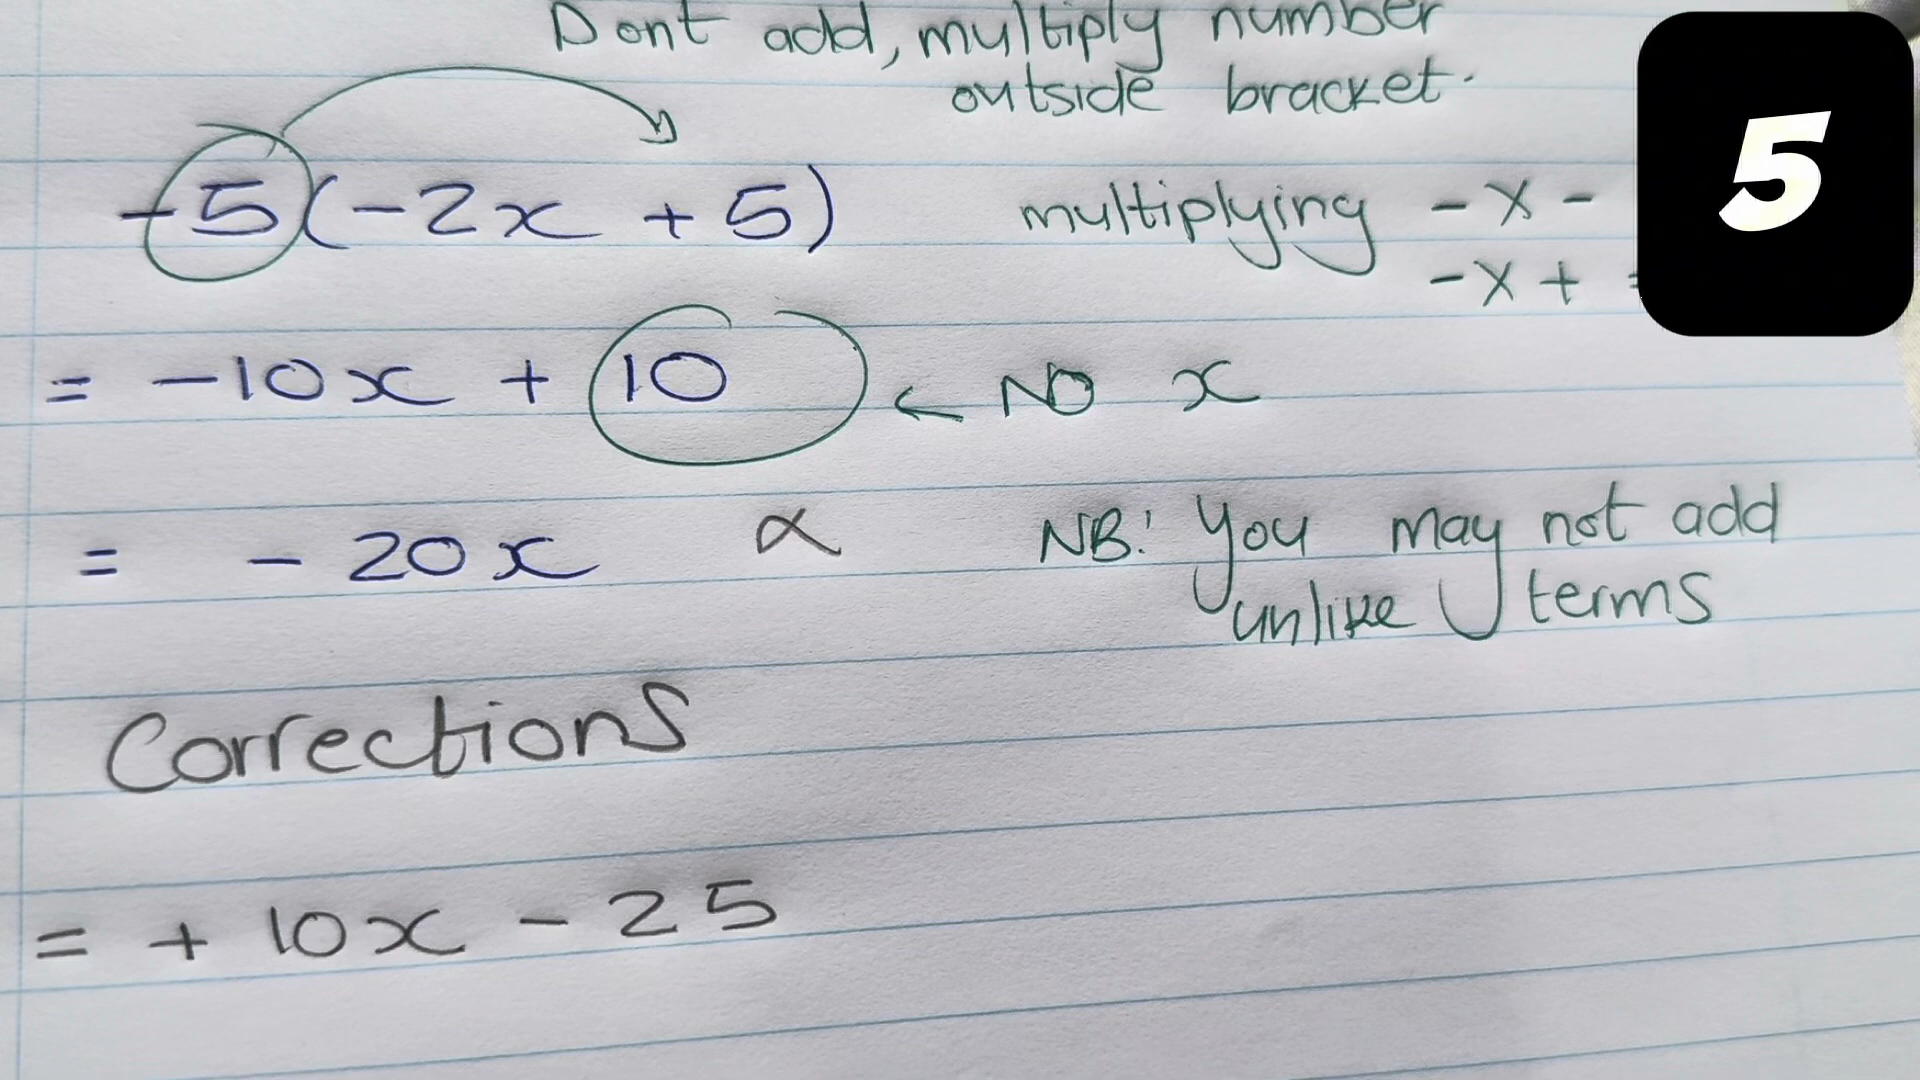 Dont add, multiply number
outside bracket.
5
-5(-2x + 5) multiplying - x -
- x + =
= -10x + 10 ← NO x
= - 20x NB! You may not add
unlike terms
Corrections
= + 10x - 25